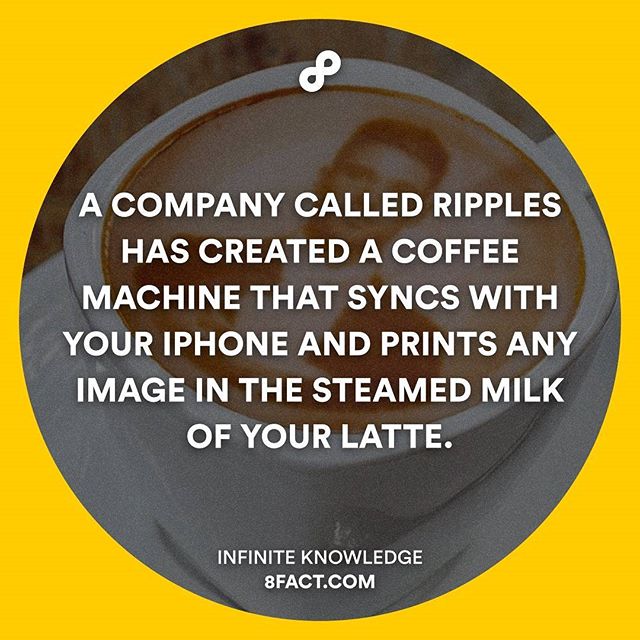 A COMPANY CALLED RIPPLES
HAS CREATED A COFFEE
MACHINE THAT SYNCS WITH
YOUR IPHONE AND PRINTS ANY
IMAGE IN THE STEAMED MILK
OF YOUR LATTE.
INFINITE KNOWLEDGE
8FACT.COM